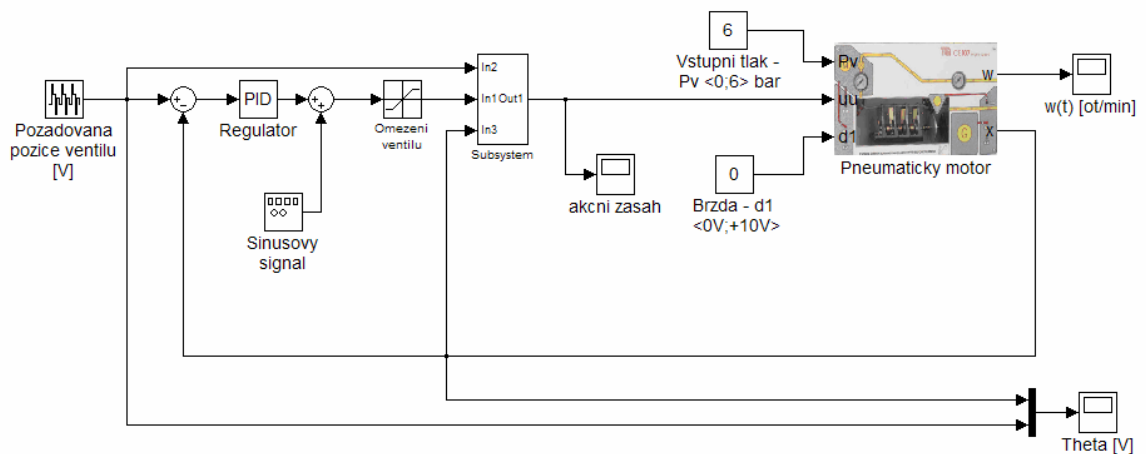 6
Vstupni tlak -
Pv <0;6> bar
Pv
uu
d1
W
X
G
CE107
Pneumaticky motor
w(t) [ot/min]
Pozadovana
pozice ventilu
[V]
PID
Regulator
Omezeni
ventilu
In2
In1
Out1
In3
Subsystem
akcni zasah
0
Brzda - d1
<0V;+10V>
Sinusovy
signal
Theta [V]